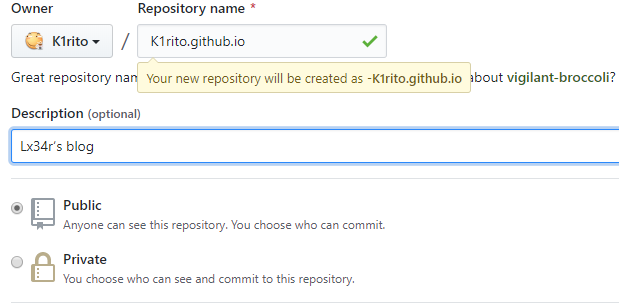 Owner
Repository name *
K1rito / K1rito.github.io
Your new repository will be created as -K1rito.github.io
Great repository nam about vigilant-broccoli?
Description (optional)
Lx34r's blog
Public
Anyone can see this repository. You choose who can commit.
Private
You choose who can see and commit to this repository.